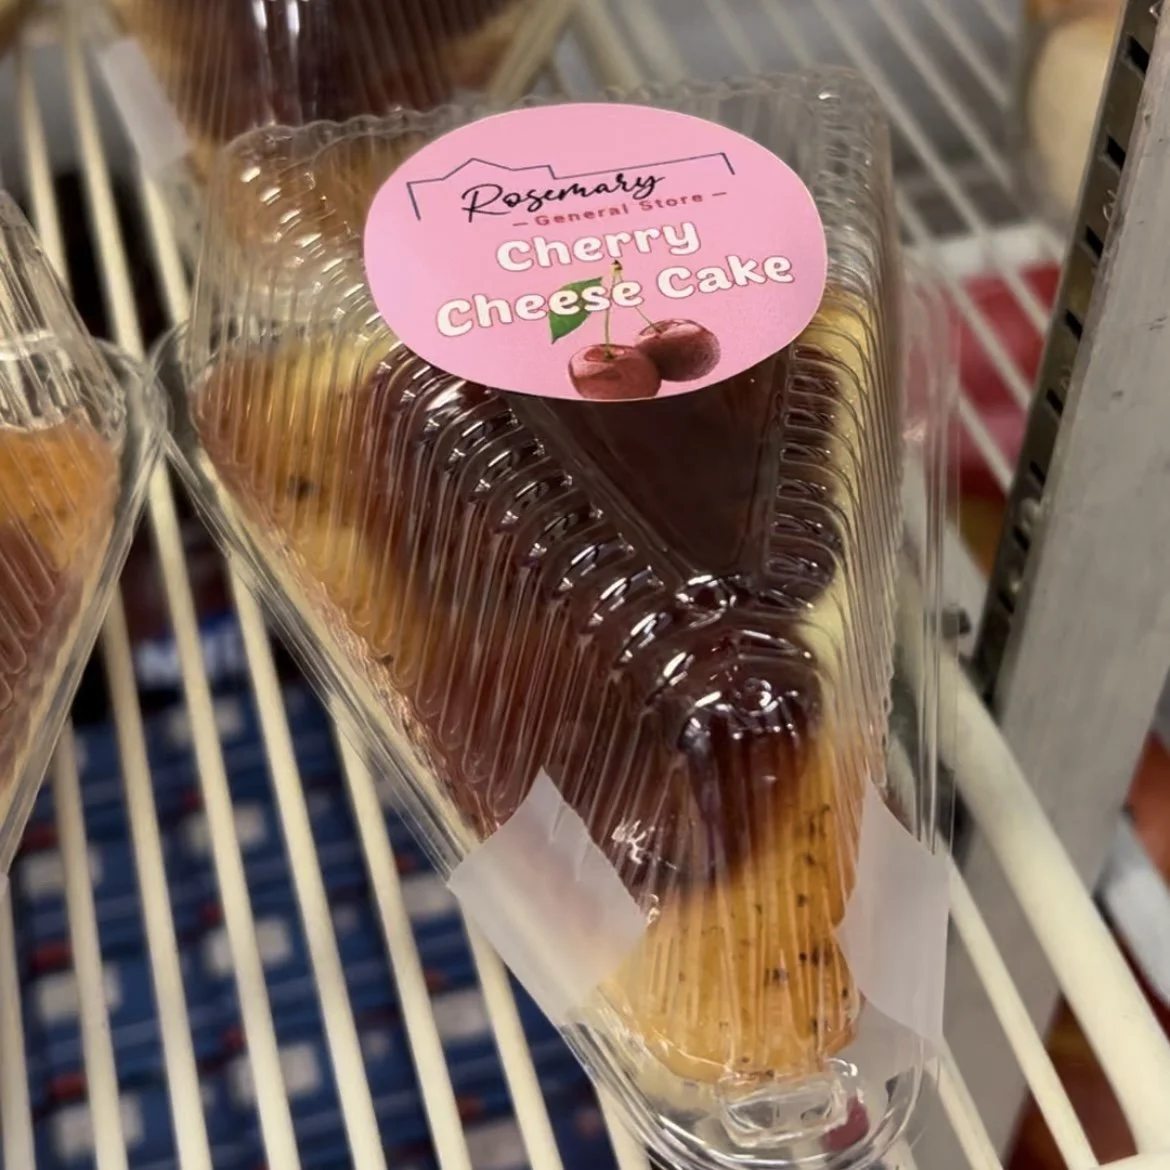 Rosemary
– General Store –
Cherry
Cheese Cake